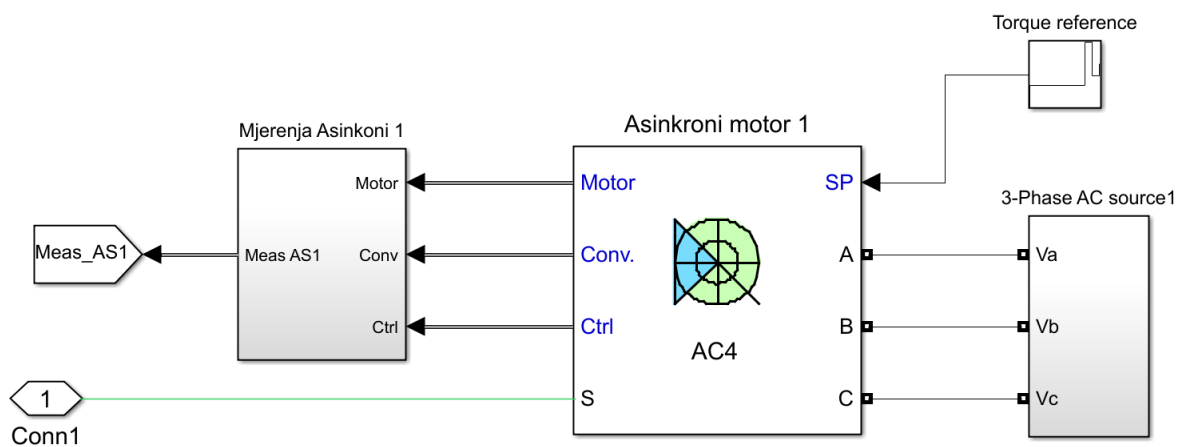 Torque reference
Asinkroni motor 1
Mjerenja Asinkoni 1
Motor
Motor
SP
3-Phase AC source1
Meas_AS1
Meas AS1
Conv
Conv.
A
Va
Ctrl
Ctrl
B
Vb
AC4
1
S
C
Vc
Conn1